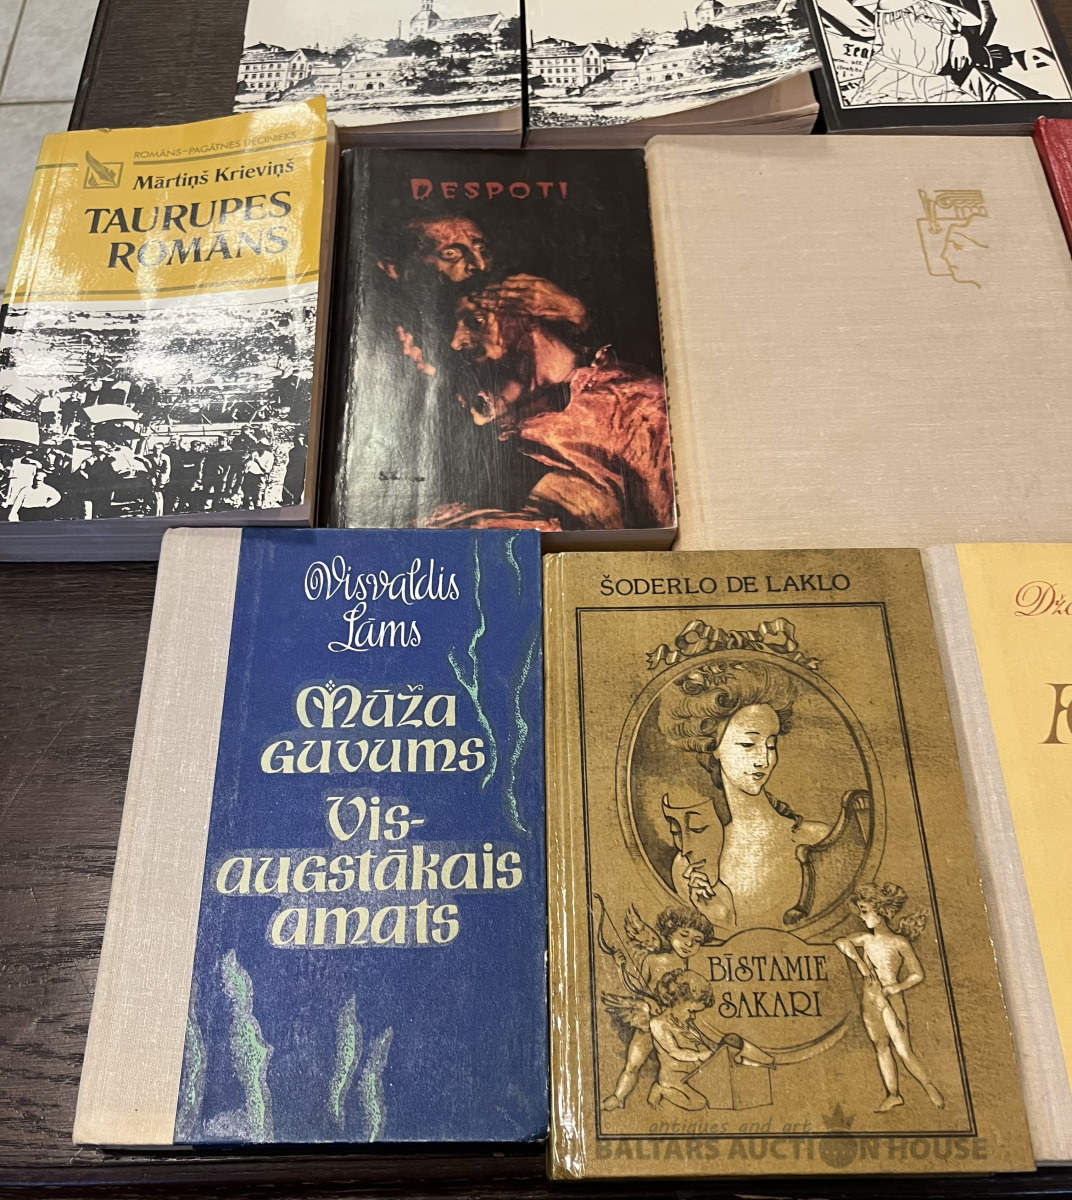 ROMĀNS–PAGĀTNES LIECINIEKS
Mārtiņš Krieviņš
TAURUPES
ROMĀNS
DESPOTI
Visvaldis
Lāms
MŪŽA
GUVUMS
Vis-
augstākais
amats
ŠODERLO DE LAKLO
BĪSTAMIE
SAKARI
antiques and art
BALTARS AUCTION HOUSE